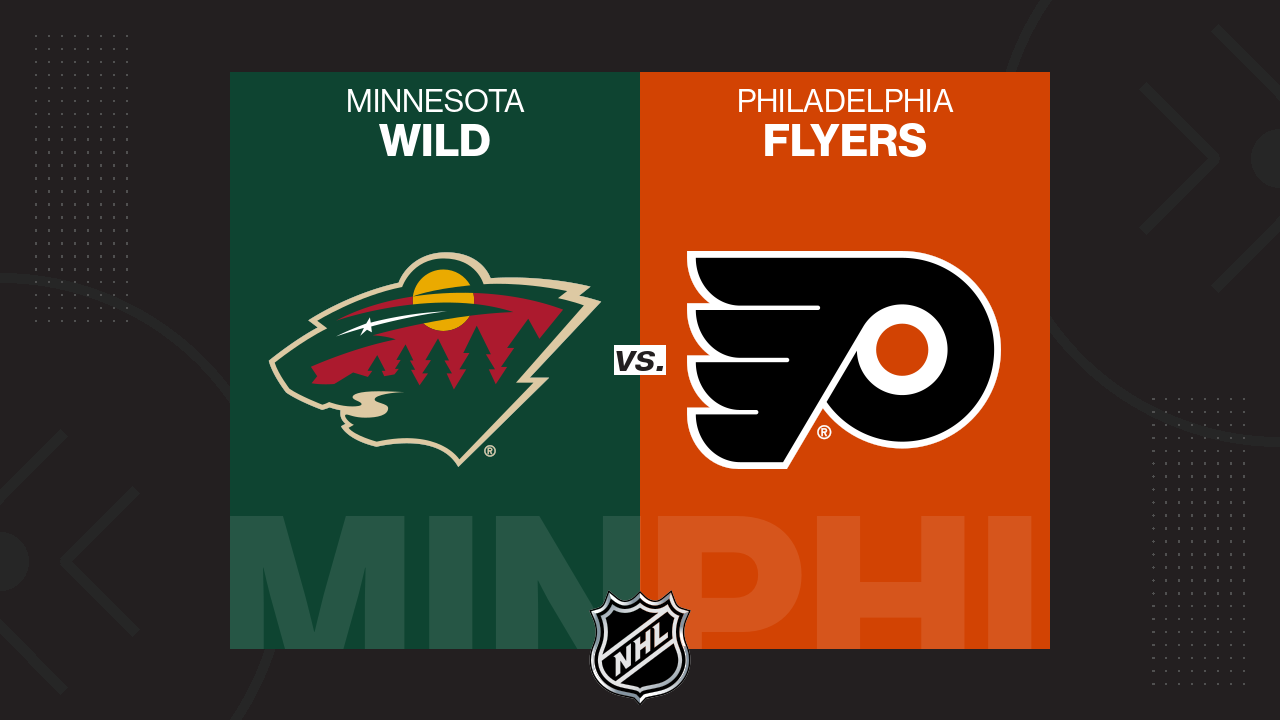 MINNESOTA
WILD
PHILADELPHIA
FLYERS
vs.
®
®
MIN
PHI
NHL